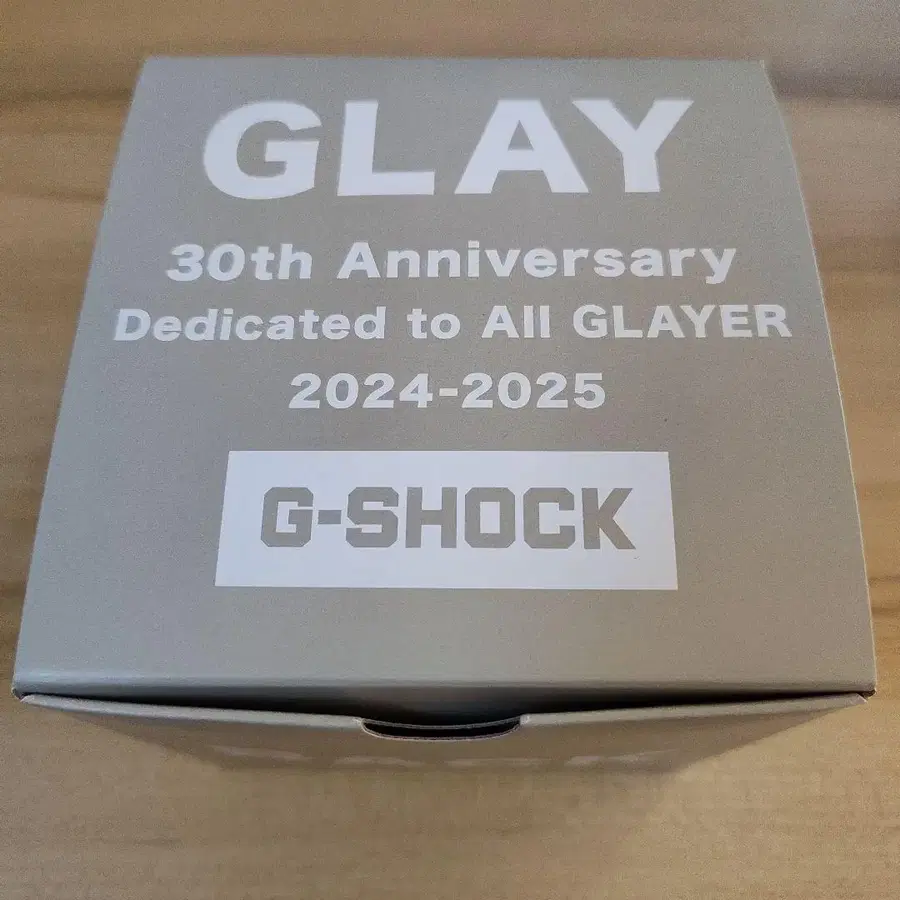 GLAY
30th Anniversary
Dedicated to All GLAYER
2024-2025
G-SHOCK